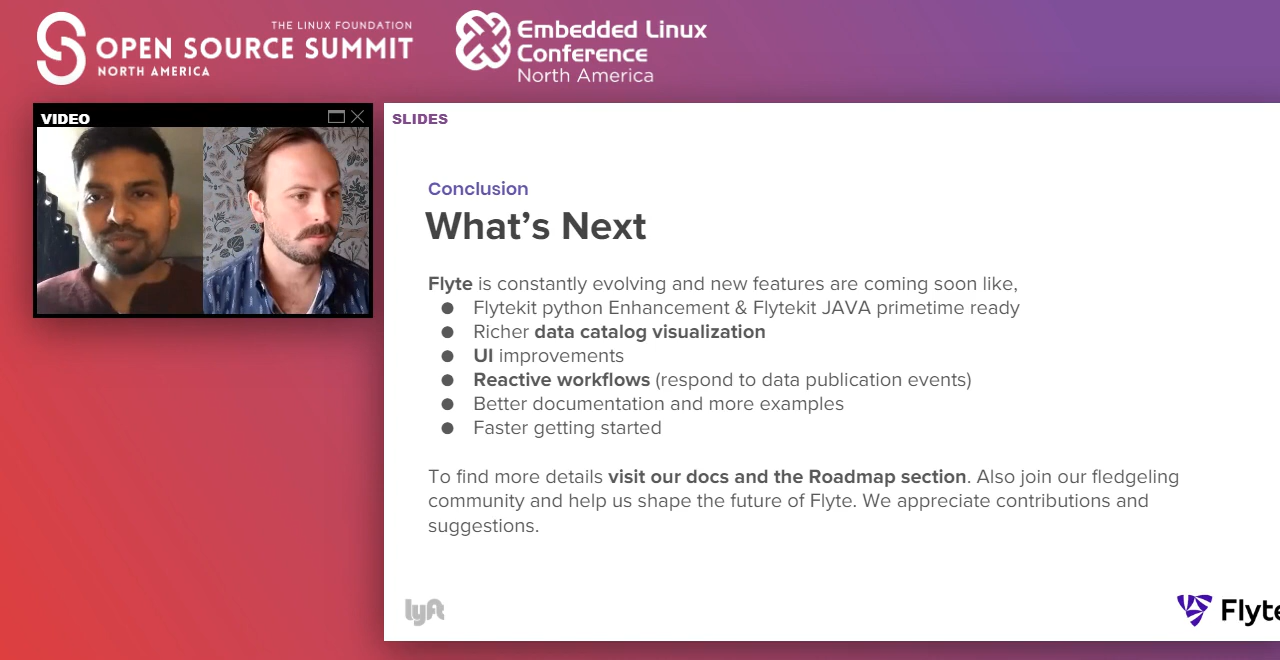 THE LINUX FOUNDATION
OPEN SOURCE SUMMIT
NORTH AMERICA
Embedded Linux
Conference
North America
VIDEO
SLIDES
Conclusion
What’s Next
Flyte is constantly evolving and new features are coming soon like,
● Flytekit python Enhancement & Flytekit JAVA primetime ready
● Richer data catalog visualization
● UI improvements
● Reactive workflows (respond to data publication events)
● Better documentation and more examples
● Faster getting started
To find more details visit our docs and the Roadmap section. Also join our fledgeling
community and help us shape the future of Flyte. We appreciate contributions and
suggestions.
lyft
Flyte